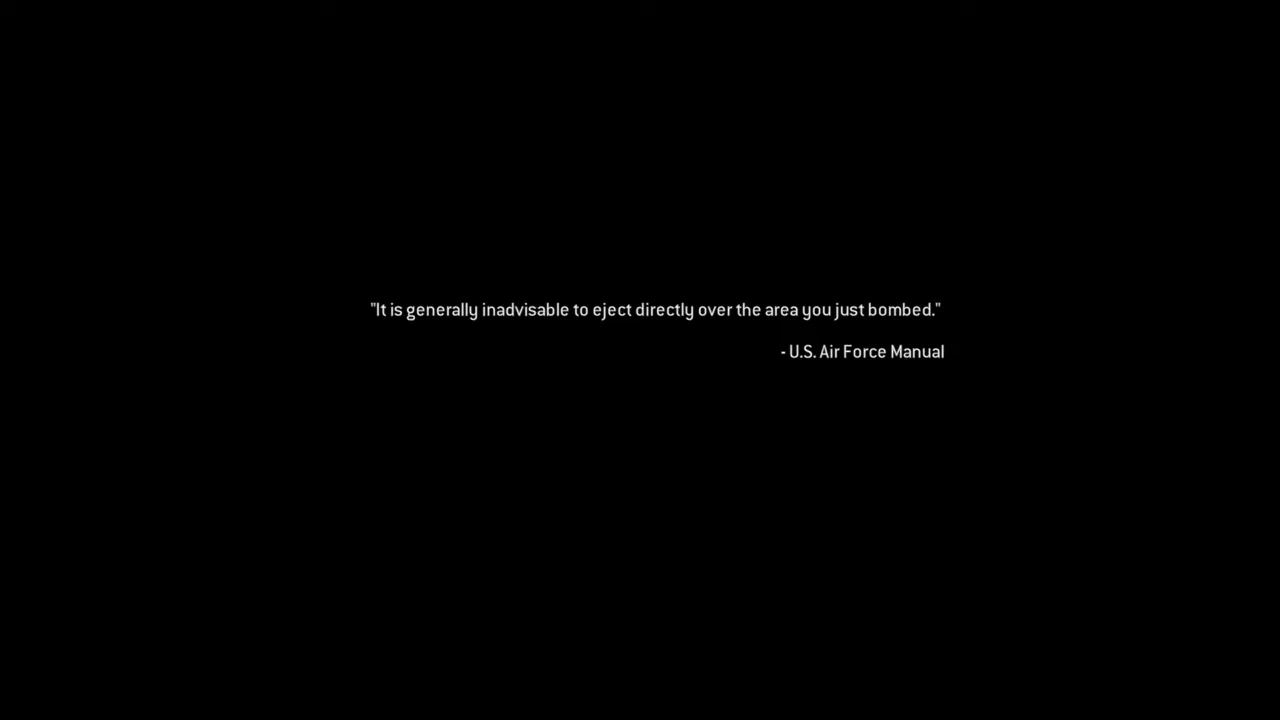 "It is generally inadvisable to eject directly over the area you just bombed."
- U.S. Air Force Manual